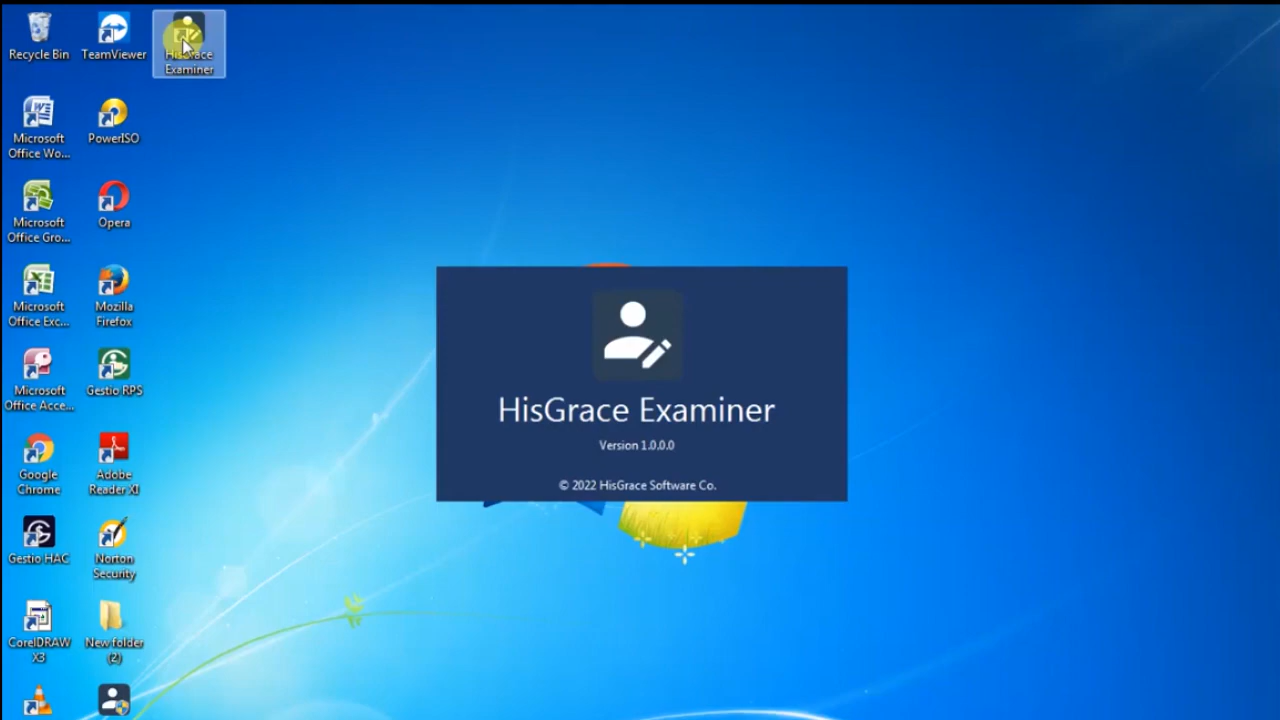 Recycle Bin
TeamViewer
HisGrace
Examiner
Microsoft
Office Wo...
PowerISO
Microsoft
Office Gro...
Opera
Microsoft
Office Exc...
Mozilla
Firefox
Microsoft
Office Acce...
Gestio RPS
Google
Chrome
Adobe
Reader XI
Gestio HAC
Norton
Security
CorelDRAW
X3
New folder
(2)
HisGrace Examiner
Version 1.0.0.0
© 2022 HisGrace Software Co.